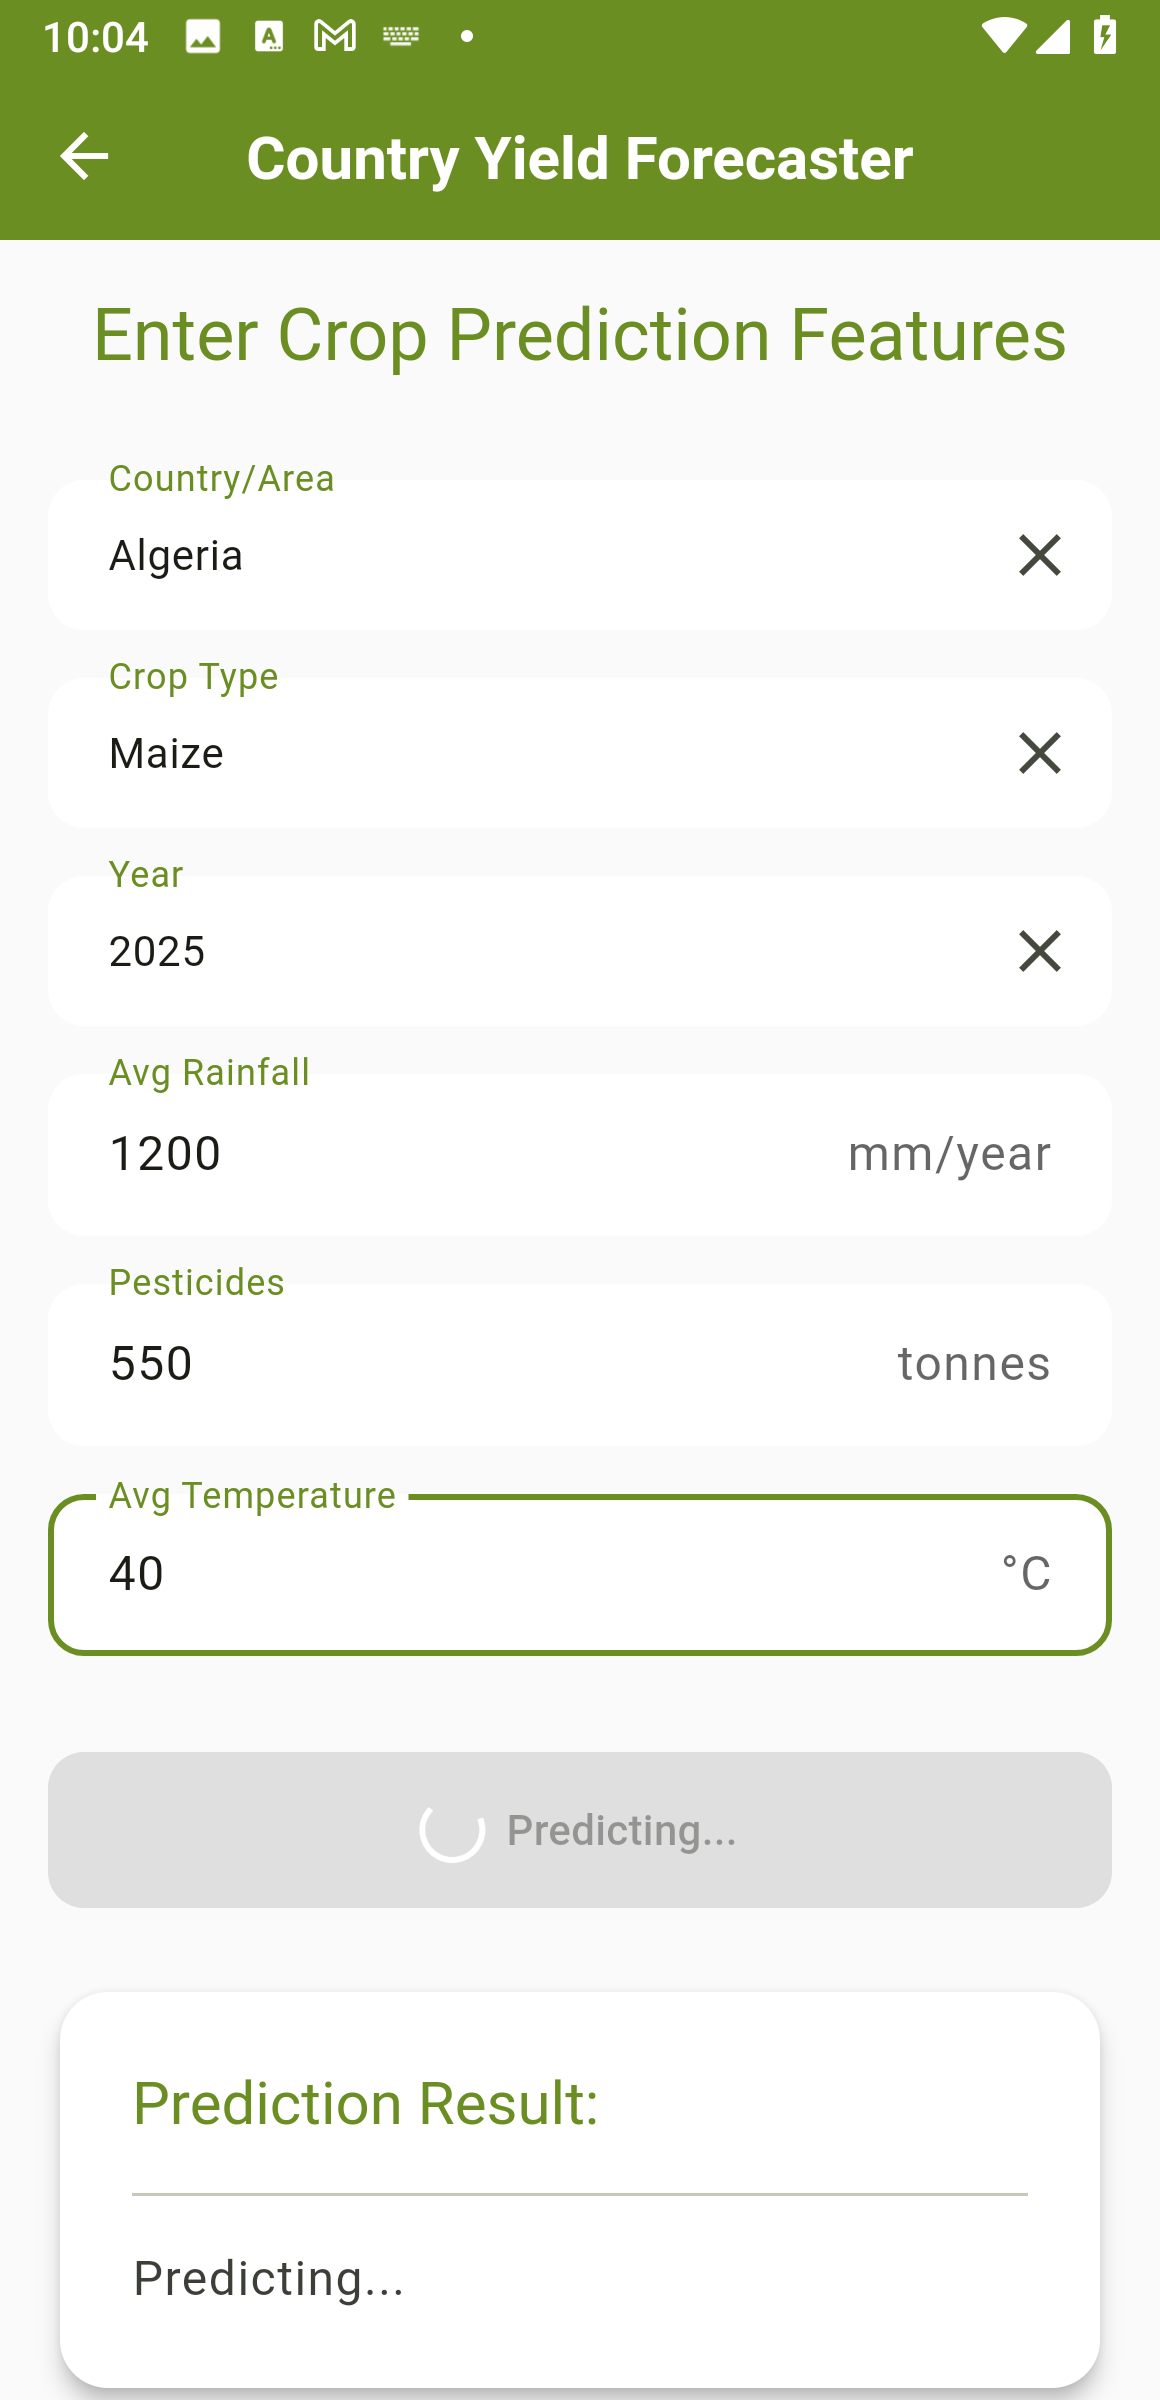 10:04
Country Yield Forecaster
Enter Crop Prediction Features
Country/Area
Algeria
Crop Type
Maize
Year
2025
Avg Rainfall
1200 mm/year
Pesticides
550 tonnes
Avg Temperature
40 °C
Predicting...
Prediction Result:
Predicting...